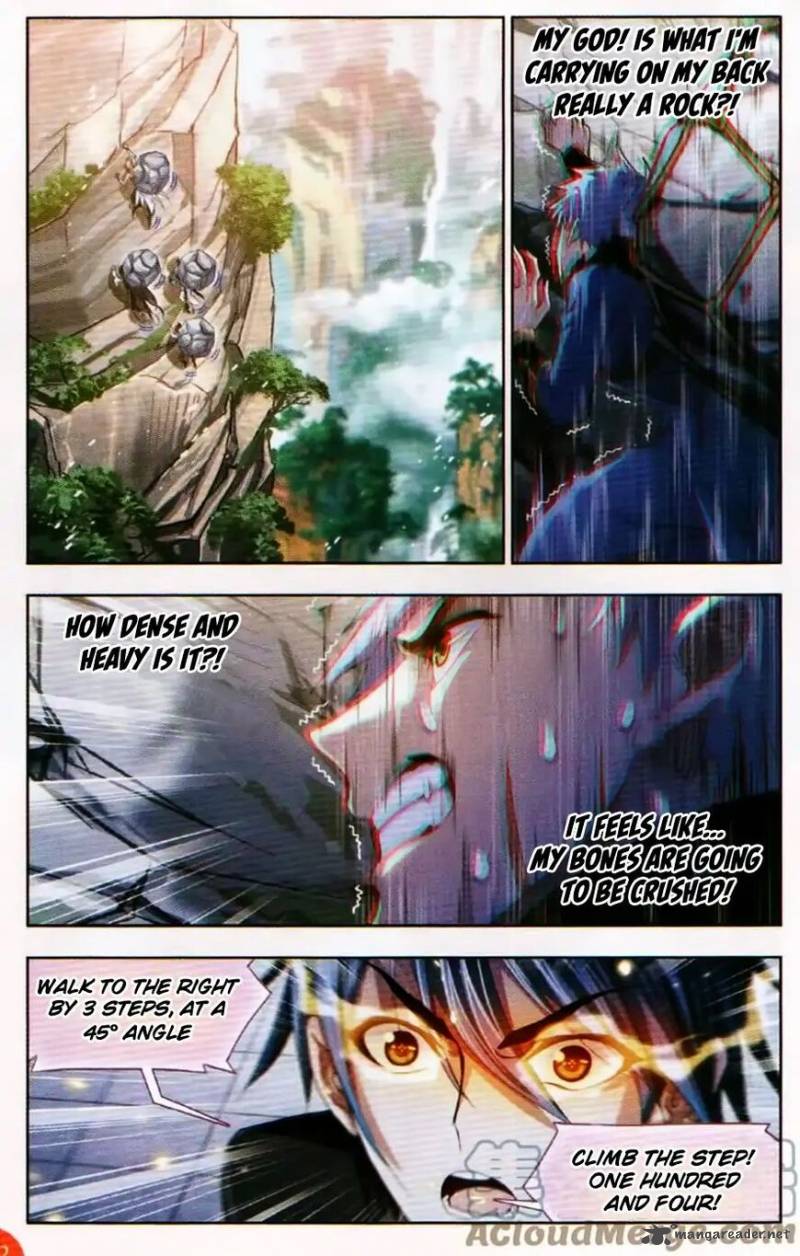 MY GOD! IS WHAT I'M
CARRYING ON MY BACK
REALLY A ROCK?!
HOW DENSE AND
HEAVY IS IT?!
IT FEELS LIKE...
MY BONES ARE GOING
TO BE CRUSHED!
WALK TO THE RIGHT
BY 3 STEPS, AT A
45° ANGLE
CLIMB THE STEP!
ONE HUNDRED
AND FOUR!
mangareader.net